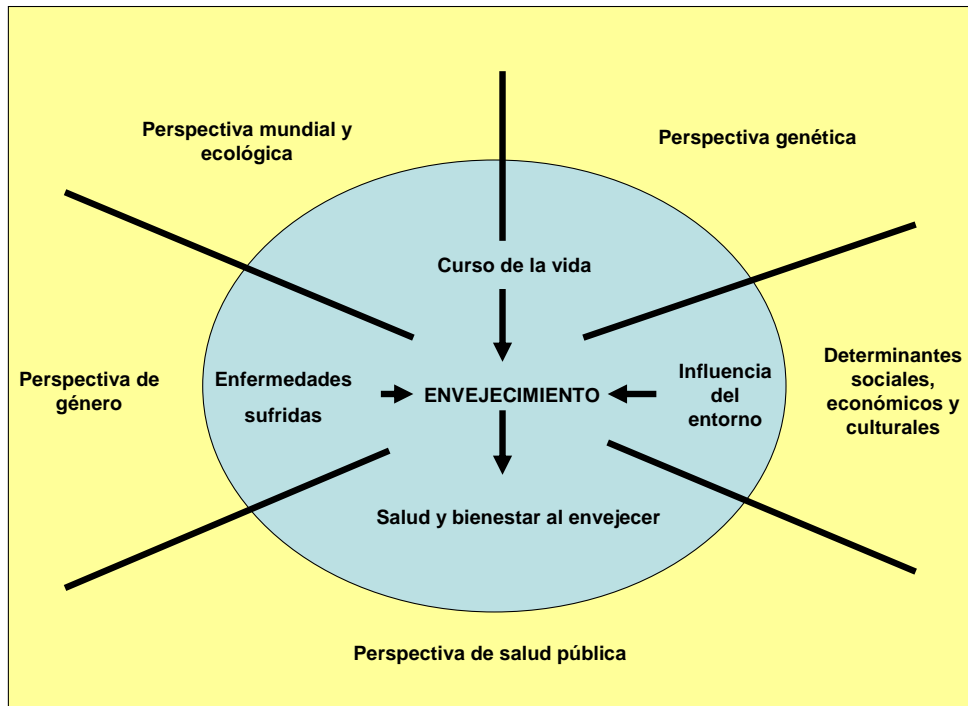 Perspectiva mundial y
ecológica
Perspectiva genética
Curso de la vida
Perspectiva de
género
Enfermedades
sufridas
ENVEJECIMIENTO
Influencia
del
entorno
Determinantes
sociales,
económicos y
culturales
Salud y bienestar al envejecer
Perspectiva de salud pública